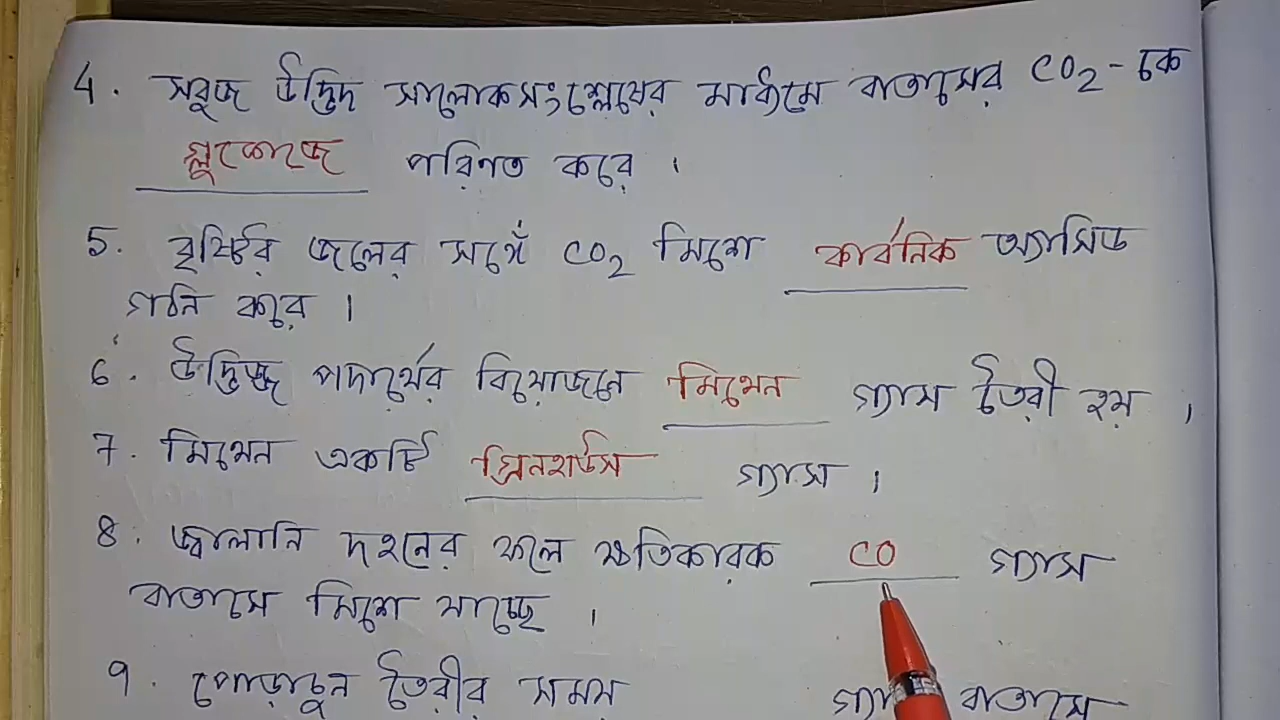 4. সবুজ উদ্ভিদ সালোকসংশ্লেষের মাধ্যমে বাতাসের CO2-কে
গ্লুকোজে পরিণত করে ।
5. বৃষ্টির জলের সঙ্গে CO2 মিশে কার্বনিক অ্যাসিড
গঠন করে ।
6. উদ্ভিজ্জ পদার্থের বিয়োজনে মিথেন গ্যাস তৈরী হয় ।
7. মিথেন একটি গ্রিনহাউস গ্যাস ।
8. জ্বালানি দহনের ফলে ক্ষতিকারক CO গ্যাস
বাতাসে মিশে যাচ্ছে ।
9. পোড়াচুন তৈরীর সময় গ্যাস বাতাসে